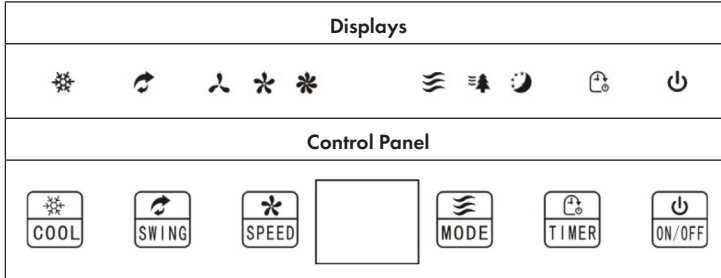 Displays
Control Panel
COOL SWING SPEED MODE TIMER ON/OFF